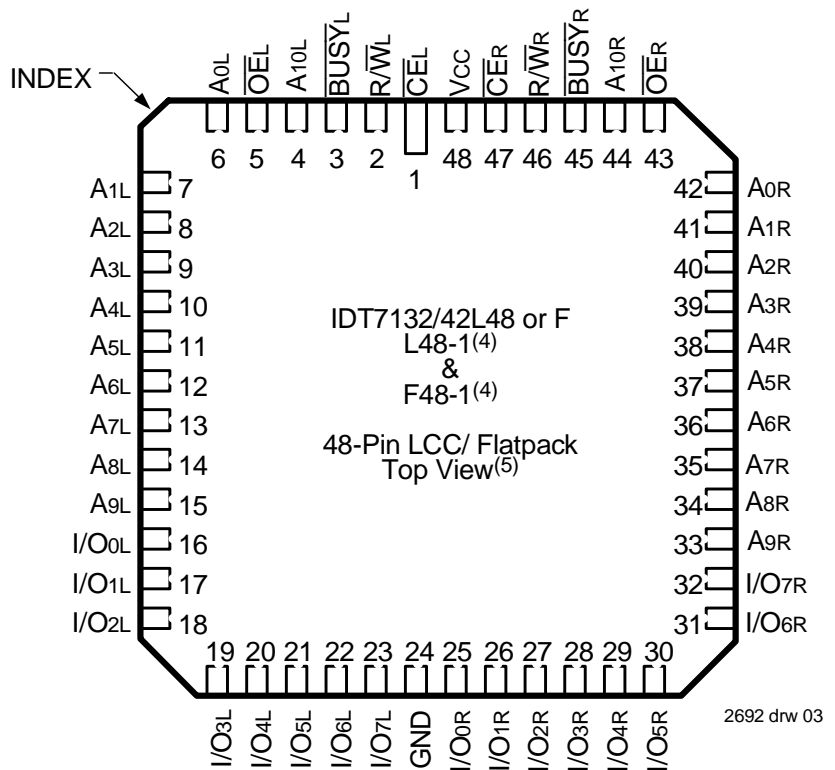 INDEX
A0L
OEL
A10L
BUSYL
R/WL
CEL
VCC
CER
R/WR
BUSYR
A10R
OER
6
5
4
3
2
1
48
47
46
45
44
43
A1L 7
A2L 8
A3L 9
A4L 10
A5L 11
A6L 12
A7L 13
A8L 14
A9L 15
I/O0L 16
I/O1L 17
I/O2L 18
42 A0R
41 A1R
40 A2R
39 A3R
38 A4R
37 A5R
36 A6R
35 A7R
34 A8R
33 A9R
32 I/O7R
31 I/O6R
IDT7132/42L48 or F
L48-1(4)
&
F48-1(4)
48-Pin LCC/ Flatpack
Top View(5)
19
20
21
22
23
24
25
26
27
28
29
30
I/O3L
I/O4L
I/O5L
I/O6L
I/O7L
GND
I/O0R
I/O1R
I/O2R
I/O3R
I/O4R
I/O5R
2692 drw 03